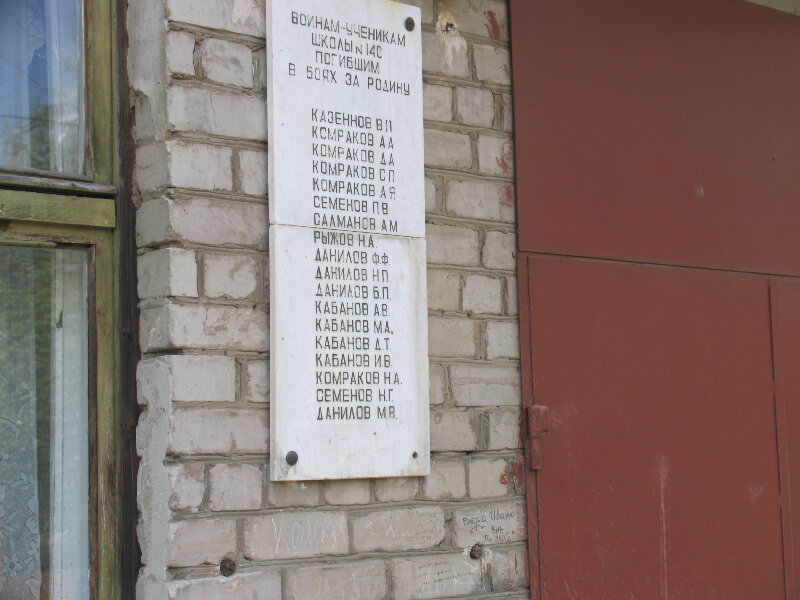 ВОИНАМ-УЧЕНИКАМ
ШКОЛЫ N 140
ПОГИБШИМ
В БОЯХ ЗА РОДИНУ
КАЗЕННОВ В.П
КОМРАКОВ А.А
КОМРАКОВ Д.А
КОМРАКОВ С.П
КОМРАКОВ А.Я
СЕМЕНОВ П.В
САЛМАНОВ А.М
РЫЖОВ Н.А.
ДАНИЛОВ Ф.Ф.
ДАНИЛОВ Н.П.
ДАНИЛОВ Б.П.
КАБАНОВ А.В.
КАБАНОВ М.А.
КАБАНОВ Д.Т.
КАБАНОВ И.В.
КОМРАКОВ Н.А.
СЕМЕНОВ Н.Г.
ДАНИЛОВ М.В.